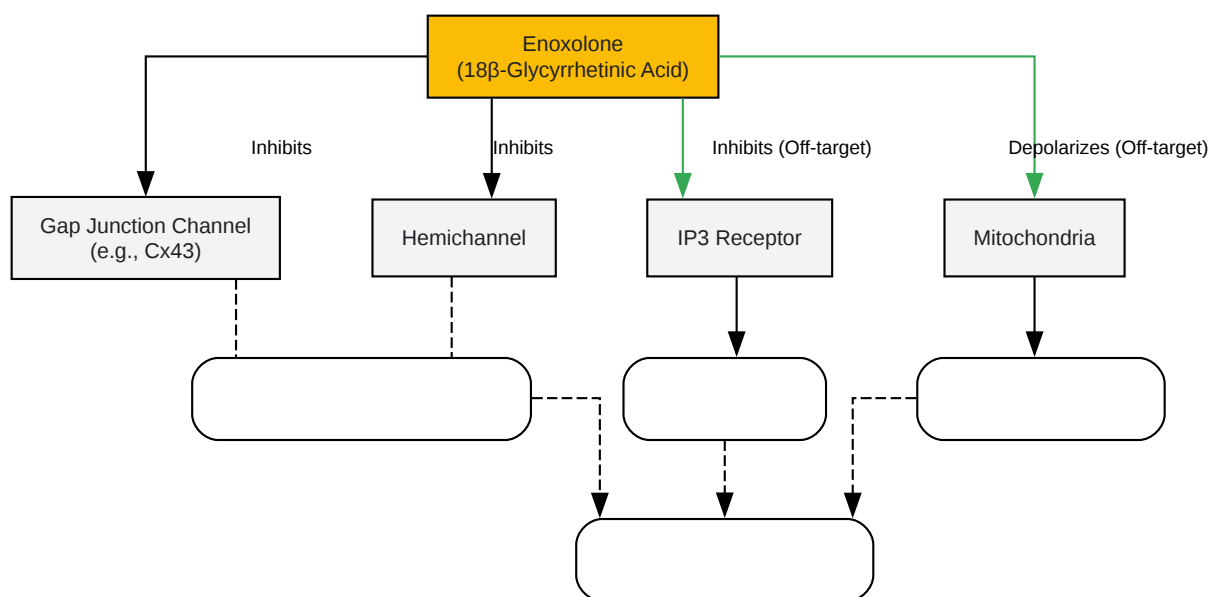 Enoxolone
(18β-Glycyrrhetinic Acid)
Inhibits
Inhibits
Inhibits (Off-target)
Depolarizes (Off-target)
Gap Junction Channel
(e.g., Cx43)
Hemichannel
IP3 Receptor
Mitochondria